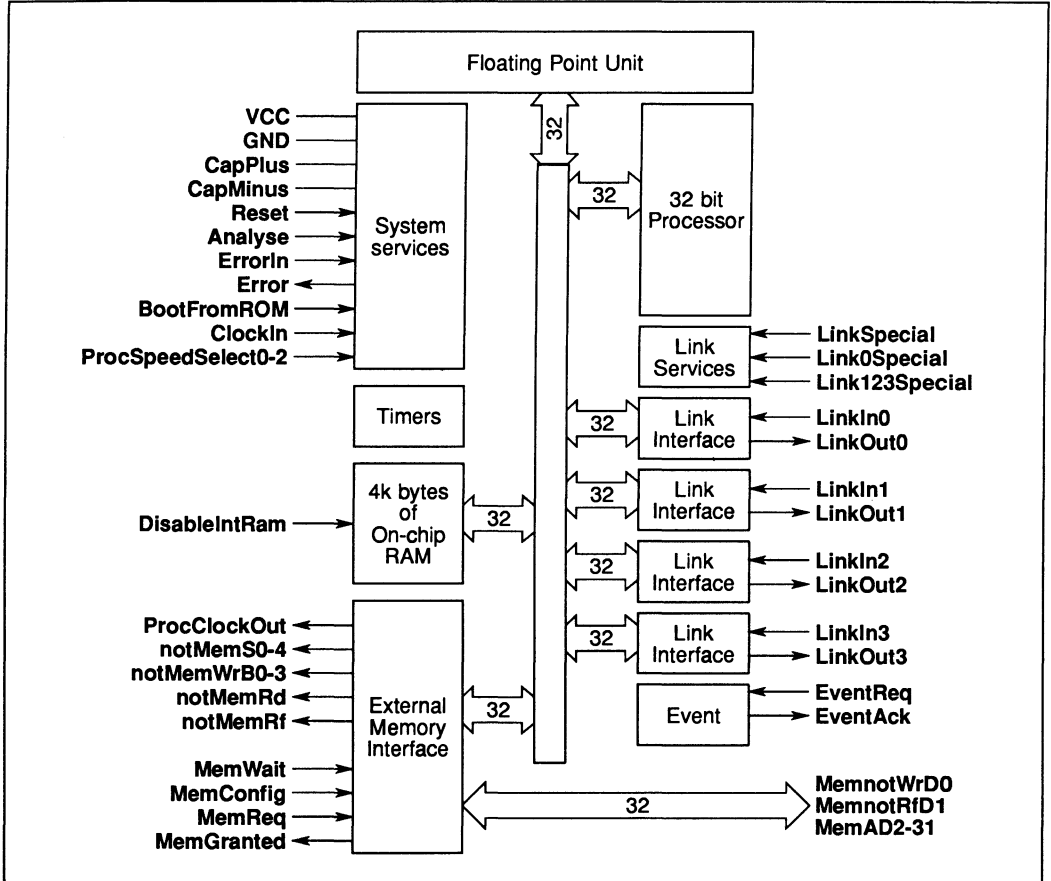 Floating Point Unit
32
VCC
GND
CapPlus
CapMinus
Reset
Analyse
ErrorIn
Error
BootFromROM
ClockIn
ProcSpeedSelect0-2
System
services
32
32 bit
Processor
Link
Services
LinkSpecial
Link0Special
Link123Special
Timers
32
Link
Interface
LinkIn0
LinkOut0
DisableIntRam
4k bytes
of
On-chip
RAM
32
32
Link
Interface
LinkIn1
LinkOut1
32
Link
Interface
LinkIn2
LinkOut2
32
Link
Interface
LinkIn3
LinkOut3
ProcClockOut
notMemS0-4
notMemWrB0-3
notMemRd
notMemRf
MemWait
MemConfig
MemReq
MemGranted
External
Memory
Interface
32
Event
EventReq
EventAck
32
MemnotWrD0
MemnotRfD1
MemAD2-31